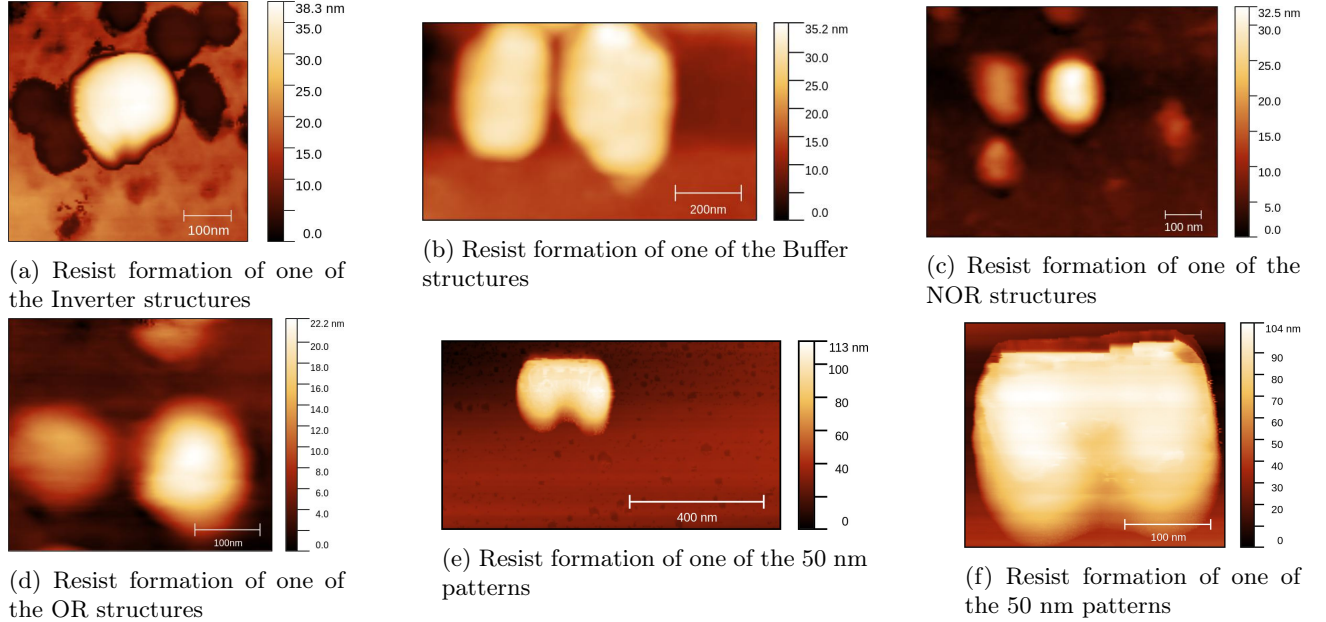 38.3 nm
35.0
30.0
25.0
20.0
15.0
10.0
0.0
100nm
(a) Resist formation of one of
the Inverter structures
35.2 nm
30.0
25.0
20.0
15.0
10.0
0.0
200nm
(b) Resist formation of one of the Buffer
structures
32.5 nm
30.0
25.0
20.0
15.0
10.0
5.0
0.0
100 nm
(c) Resist formation of one of the
NOR structures
22.2 nm
20.0
18.0
16.0
14.0
12.0
10.0
8.0
6.0
4.0
2.0
0.0
100nm
(d) Resist formation of one of
the OR structures
113 nm
100
80
60
40
0
400 nm
(e) Resist formation of one of the 50 nm
patterns
104 nm
90
80
70
60
50
40
30
20
10
0
100 nm
(f) Resist formation of one of
the 50 nm patterns